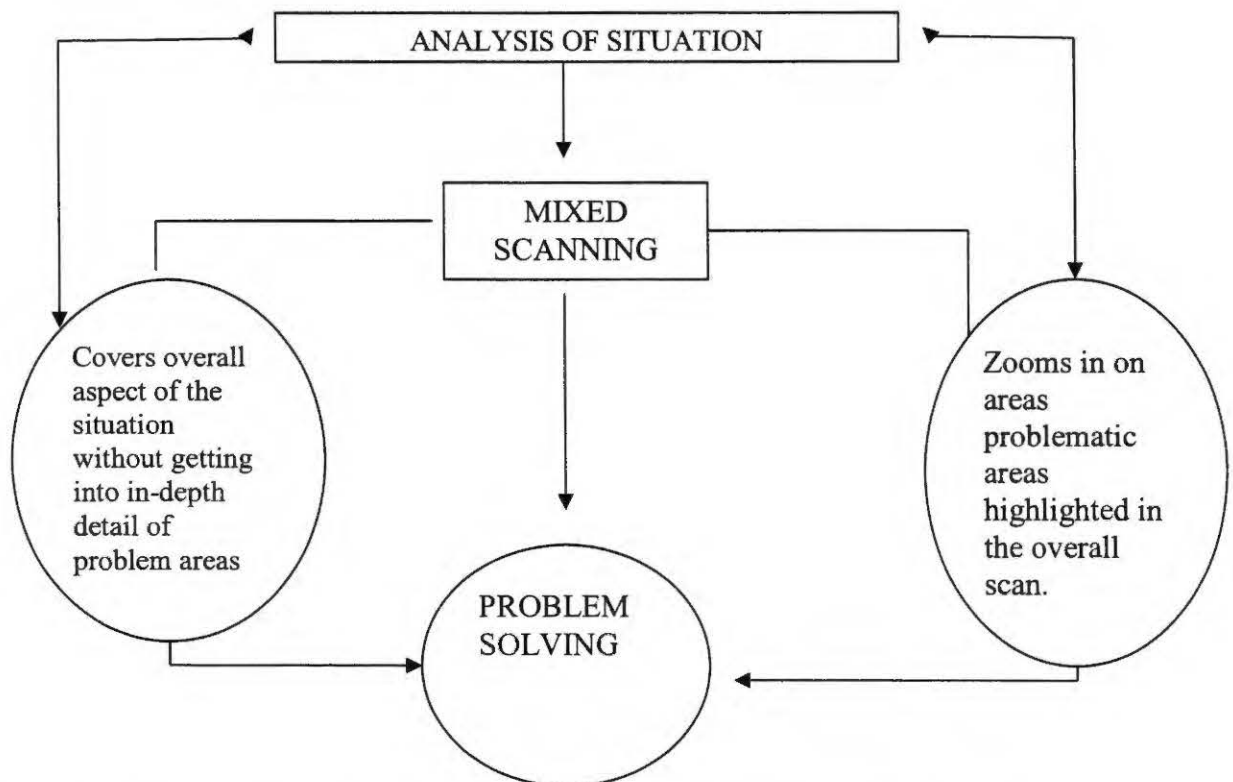 ANALYSIS OF SITUATION
MIXED
SCANNING
Covers overall
aspect of the
situation
without getting
into in-depth
detail of
problem areas
Zooms in on
areas
problematic
areas
highlighted in
the overall
scan.
PROBLEM
SOLVING